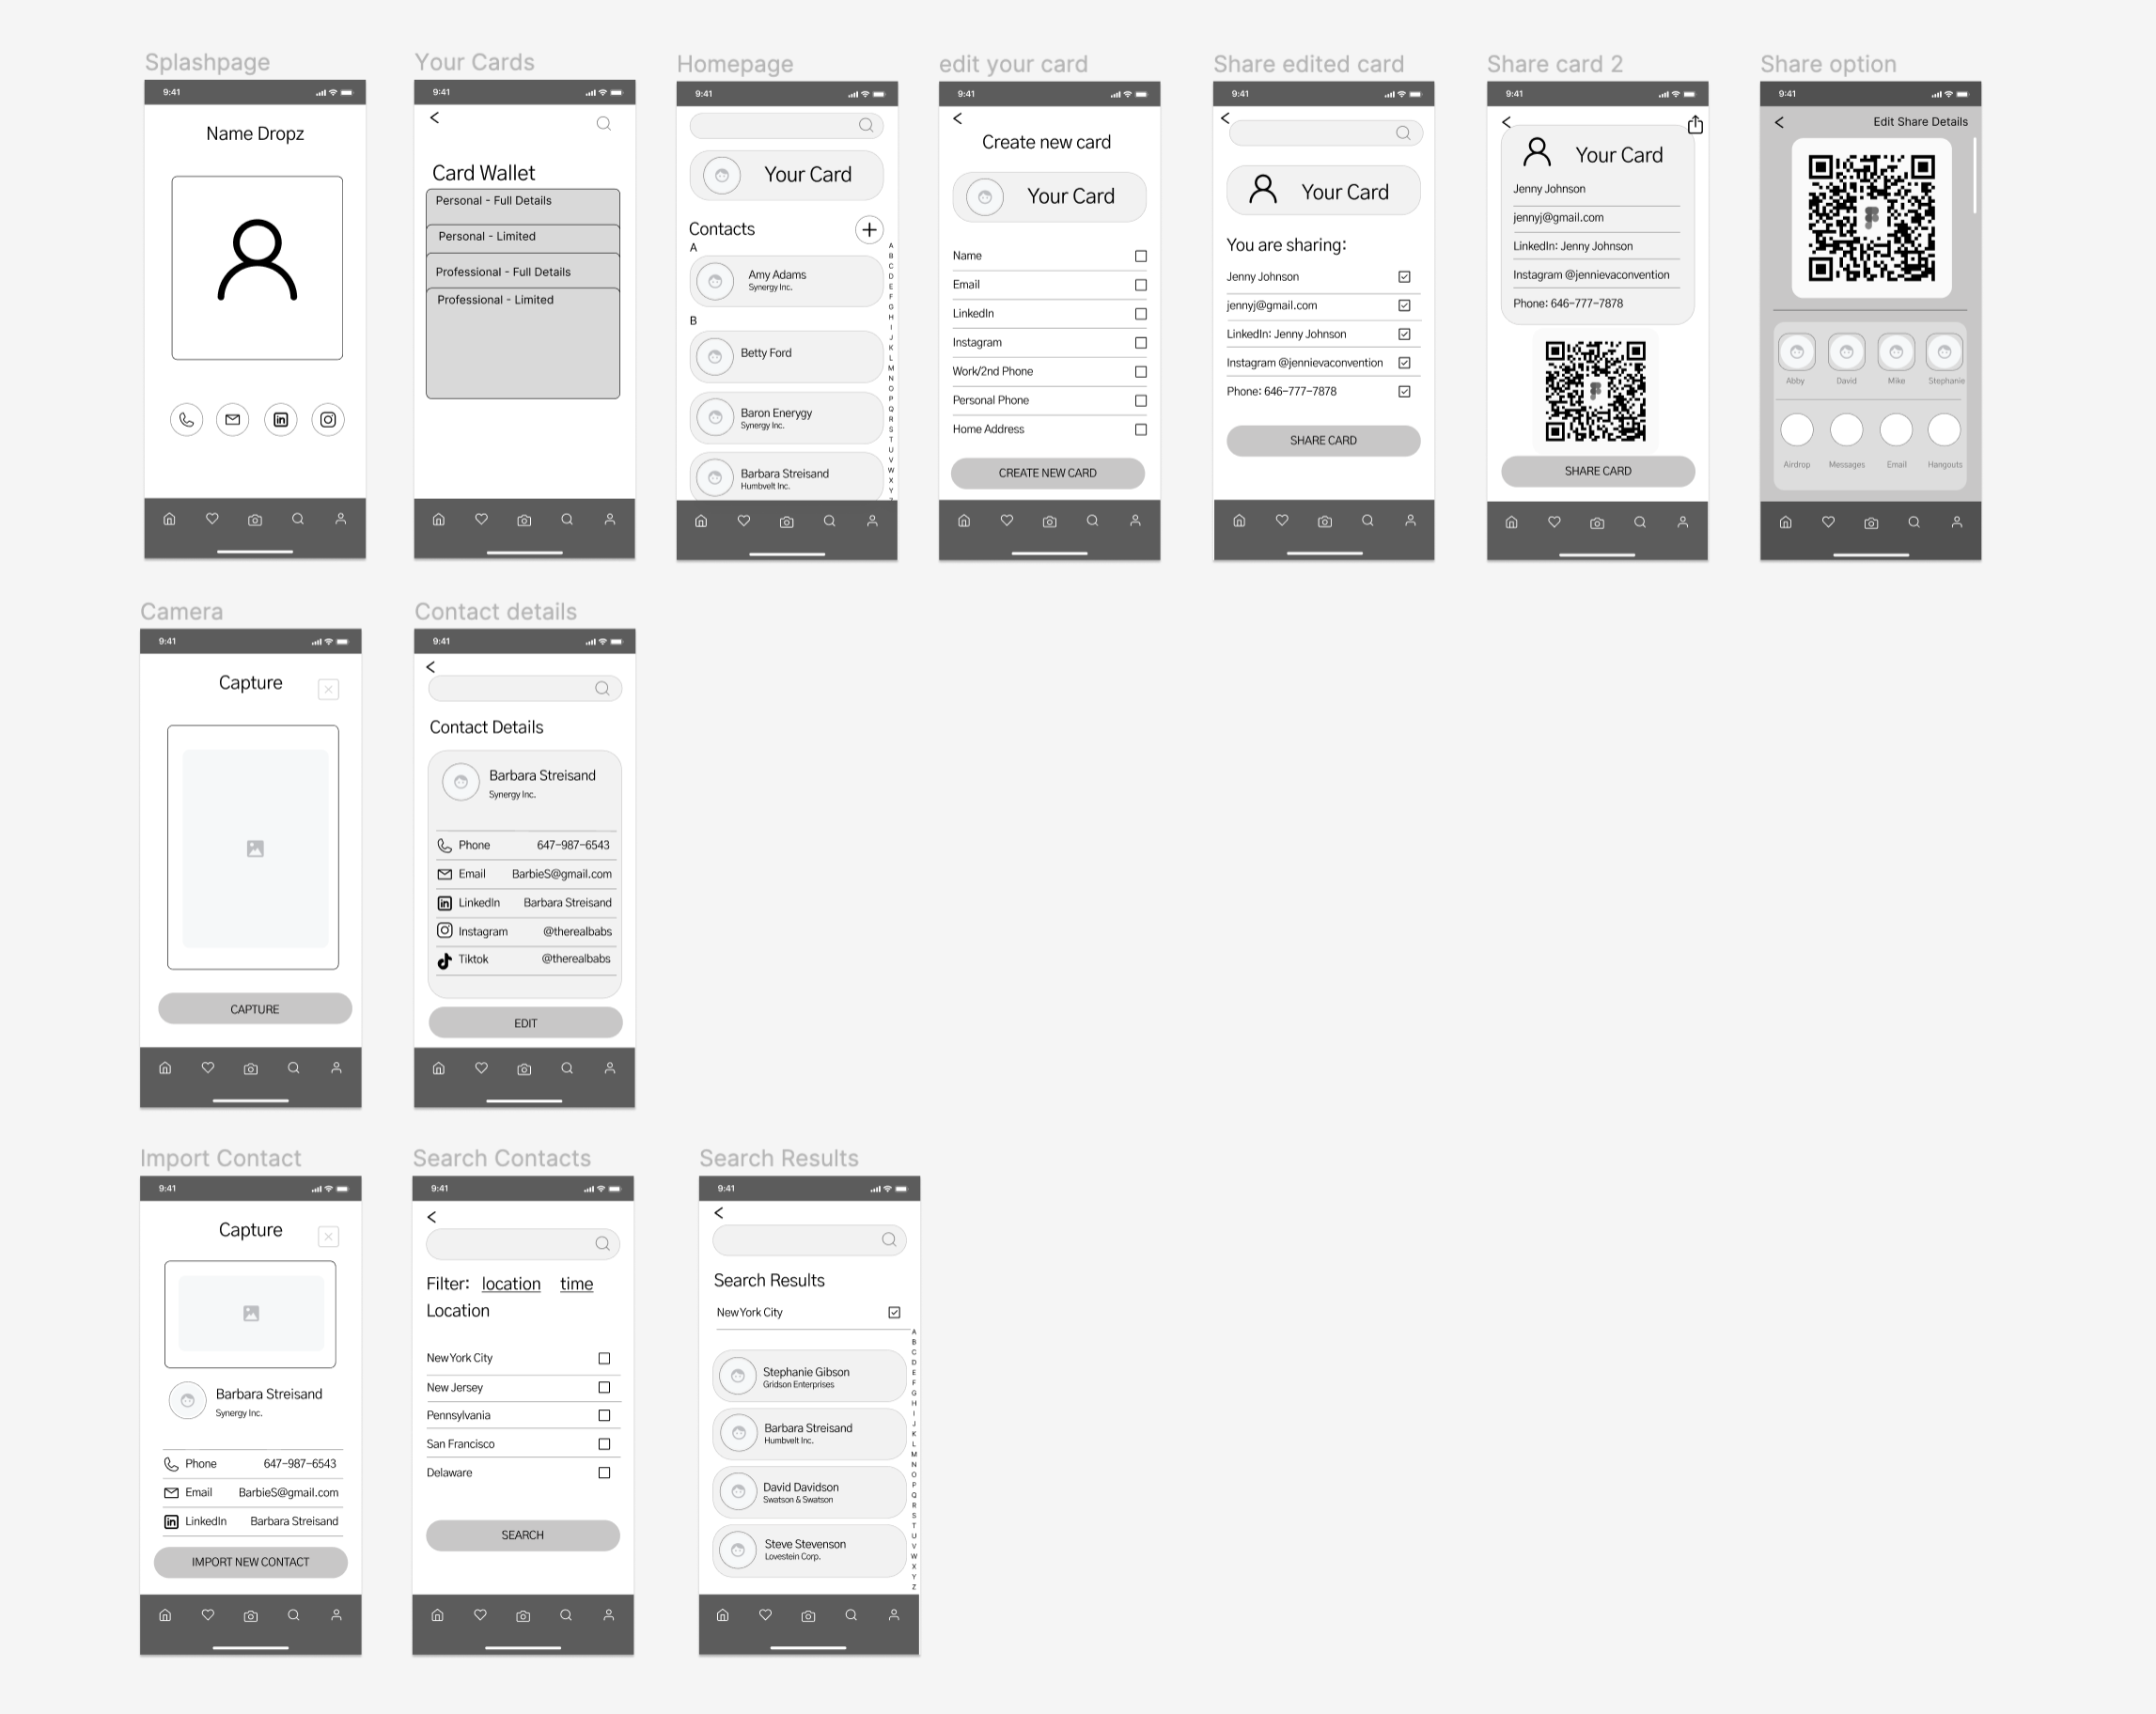 Splashpage
9:41
Name Dropz
Your Cards
9:41
Card Wallet
Personal - Full Details
Personal - Limited
Professional - Full Details
Professional - Limited
Homepage
9:41
Your Card
Contacts
A
Amy Adams
Synergy Inc.
B
Betty Ford
Baron Enerygy
Synergy Inc.
Barbara Streisand
Humbvelt Inc.
A
B
C
D
E
F
G
H
I
J
K
L
M
N
O
P
Q
R
S
T
U
V
W
X
Y
edit your card
9:41
Create new card
Your Card
Name
Email
LinkedIn
Instagram
Work/2nd Phone
Personal Phone
Home Address
CREATE NEW CARD
Share edited card
9:41
Your Card
You are sharing:
Jenny Johnson
jennyj@gmail.com
LinkedIn: Jenny Johnson
Instagram @jennievaconvention
Phone: 646-777-7878
SHARE CARD
Share card 2
9:41
Your Card
Jenny Johnson
jennyj@gmail.com
LinkedIn: Jenny Johnson
Instagram @jennievaconvention
Phone: 646-777-7878
SHARE CARD
Share option
9:41
Edit Share Details
Abby David Mike Stephanie
Airdrop Messages Email Hangouts
Camera
9:41
Capture
CAPTURE
Contact details
9:41
Contact Details
Barbara Streisand
Synergy Inc.
Phone 647-987-6543
Email BarbieS@gmail.com
LinkedIn Barbara Streisand
Instagram @therealbabs
Tiktok @therealbabs
EDIT
Import Contact
9:41
Capture
Barbara Streisand
Synergy Inc.
Phone 647-987-6543
Email BarbieS@gmail.com
LinkedIn Barbara Streisand
IMPORT NEW CONTACT
Search Contacts
9:41
Filter: location time
Location
New York City
New Jersey
Pennsylvania
San Francisco
Delaware
SEARCH
Search Results
9:41
Search Results
New York City
Stephanie Gibson
Gridson Enterprises
Barbara Streisand
Humbvelt Inc.
David Davidson
Swatson & Swatson
Steve Stevenson
Lovestein Corp.
A
B
C
D
E
F
G
H
I
J
K
L
M
N
O
P
Q
R
S
T
U
V
W
X
Y
Z